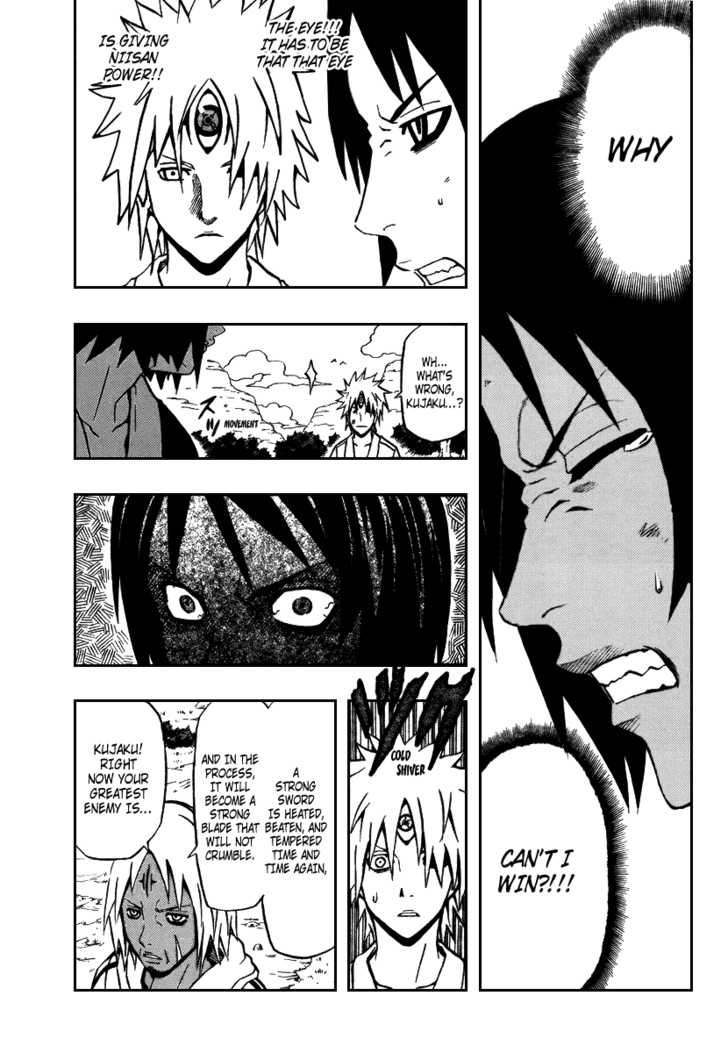 WHY
CAN'T I
WIN?!!!
THE EYE!!!
IT HAS TO BE
THAT THAT EYE
IS GIVING
NIISAN
POWER!!
WH...
WHAT'S
WRONG,
KUJAKU...?
MOVEMENT
COLD
SHIVER
A
STRONG
SWORD
IS HEATED,
BEATEN, AND
TEMPERED
TIME AND
TIME AGAIN,
AND IN THE
PROCESS,
IT WILL
BECOME A
STRONG
BLADE THAT
WILL NOT
CRUMBLE.
KUJAKU!
RIGHT
NOW YOUR
GREATEST
ENEMY IS...